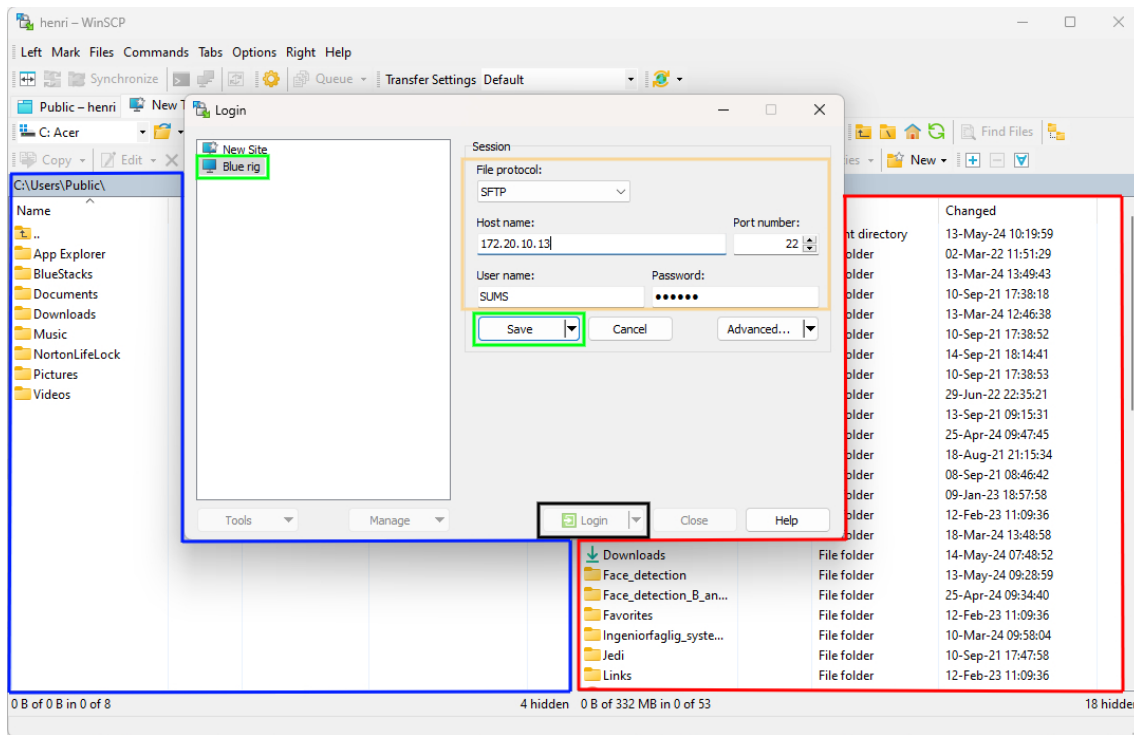 henri – WinSCP
Left Mark Files Commands Tabs Options Right Help
Synchronize Queue Transfer Settings Default
Public – henri New T
C: Acer Find Files
Copy Edit ies New
C:\Users\Public\
Name
..
App Explorer
BlueStacks
Documents
Downloads
Music
NortonLifeLock
Pictures
Videos
Login
New Site
Blue rig
Session
File protocol:
SFTP
Host name: Port number:
172.20.10.13 22
User name: Password:
SUMS ●●●●●●
Save Cancel Advanced...
Tools Manage Login Close Help
Changed
nt directory 13-May-24 10:19:59
older 02-Mar-22 11:51:29
older 13-Mar-24 13:49:43
older 10-Sep-21 17:38:18
older 13-Mar-24 12:46:38
older 10-Sep-21 17:38:52
older 14-Sep-21 18:14:41
older 10-Sep-21 17:38:53
older 29-Jun-22 22:35:21
older 13-Sep-21 09:15:31
older 25-Apr-24 09:47:45
older 18-Aug-21 21:15:34
older 08-Sep-21 08:46:42
older 09-Jan-23 18:57:58
older 12-Feb-23 11:09:36
older 18-Mar-24 13:48:58
Downloads File folder 14-May-24 07:48:52
Face_detection File folder 13-May-24 09:28:59
Face_detection_B_an... File folder 25-Apr-24 09:34:40
Favorites File folder 12-Feb-23 11:09:36
Ingeniorfaglig_syste... File folder 10-Mar-24 09:58:04
Jedi File folder 10-Sep-21 17:47:58
Links File folder 12-Feb-23 11:09:36
0 B of 0 B in 0 of 8 4 hidden 0 B of 332 MB in 0 of 53 18 hidde